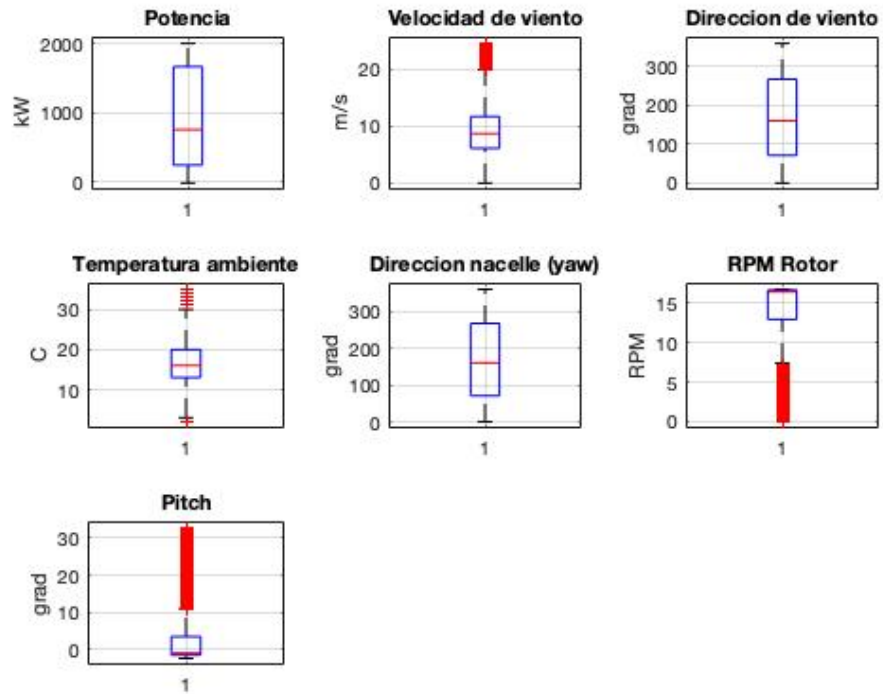 Potencia
2000
1000
0
kW
1
Velocidad de viento
20
10
0
m/s
1
Direccion de viento
300
200
100
0
grad
1
Temperatura ambiente
30
20
10
C
1
Direccion nacelle (yaw)
300
200
100
0
grad
1
RPM Rotor
15
10
5
0
RPM
1
Pitch
30
20
10
0
grad
1